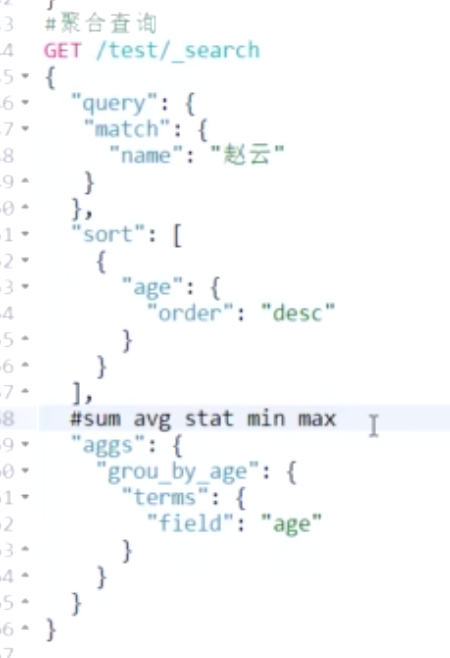 #聚合查询
GET /test/_search
{
"query": {
"match": {
"name": "赵云"
}
},
"sort": [
{
"age": {
"order": "desc"
}
}
],
#sum avg stat min max
"aggs": {
"grou_by_age": {
"terms": {
"field": "age"
}
}
}
}